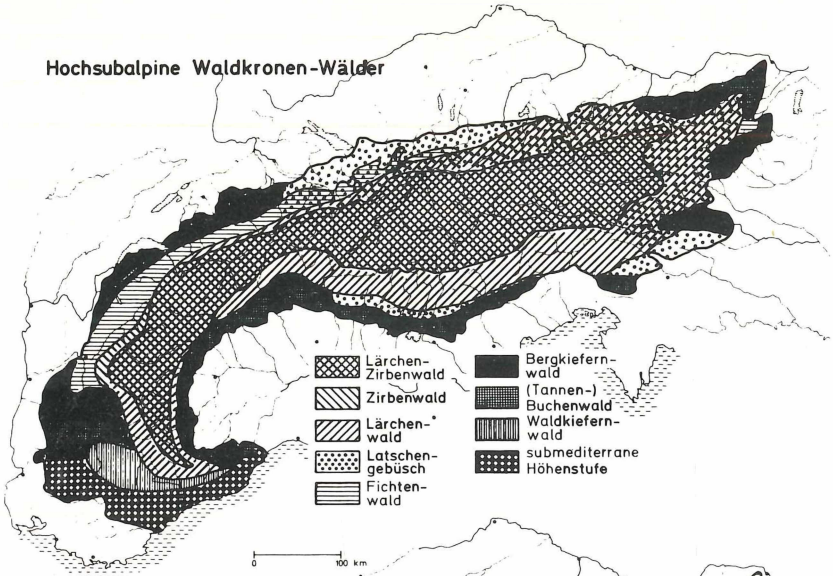 Hochsubalpine Waldkronen-Wälder
Lärchen-
Zirbenwald
Zirbenwald
Lärchen-
wald
Latschen-
gebüsch
Fichten-
wald
Bergkiefern-
wald
(Tannen-)
Buchenwald
Waldkiefern-
wald
submediterrane
Höhenstufe
0 100 km